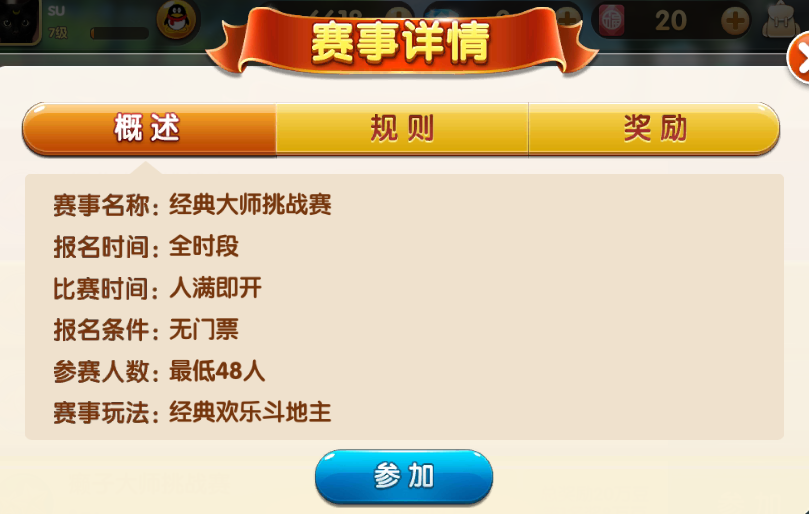 SU
7级
20
赛事详情
概述
规则
奖励
赛事名称：经典大师挑战赛
报名时间：全时段
比赛时间：人满即开
报名条件：无门票
参赛人数：最低48人
赛事玩法：经典欢乐斗地主
参加